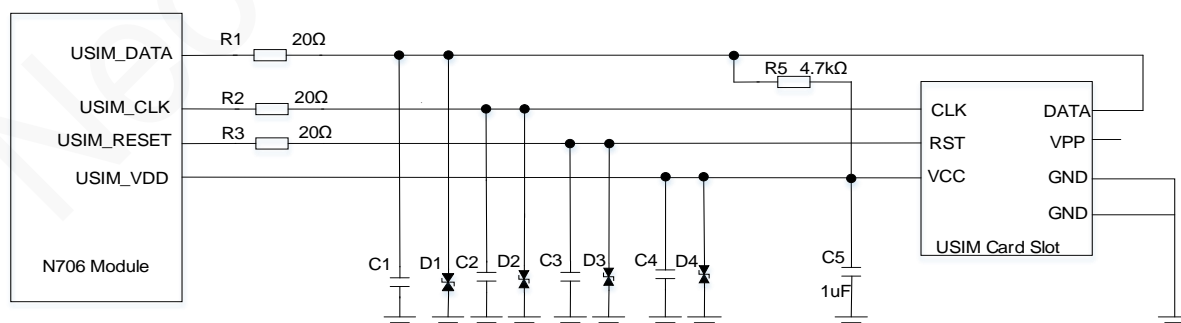 USIM_DATA R1 20Ω
R5 4.7kΩ
USIM_CLK R2 20Ω CLK DATA
USIM_RESET R3 20Ω RST VPP
USIM_VDD VCC GND
GND
USIM Card Slot
N706 Module C1 D1 C2 D2 C3 D3 C4 D4 C5
1uF